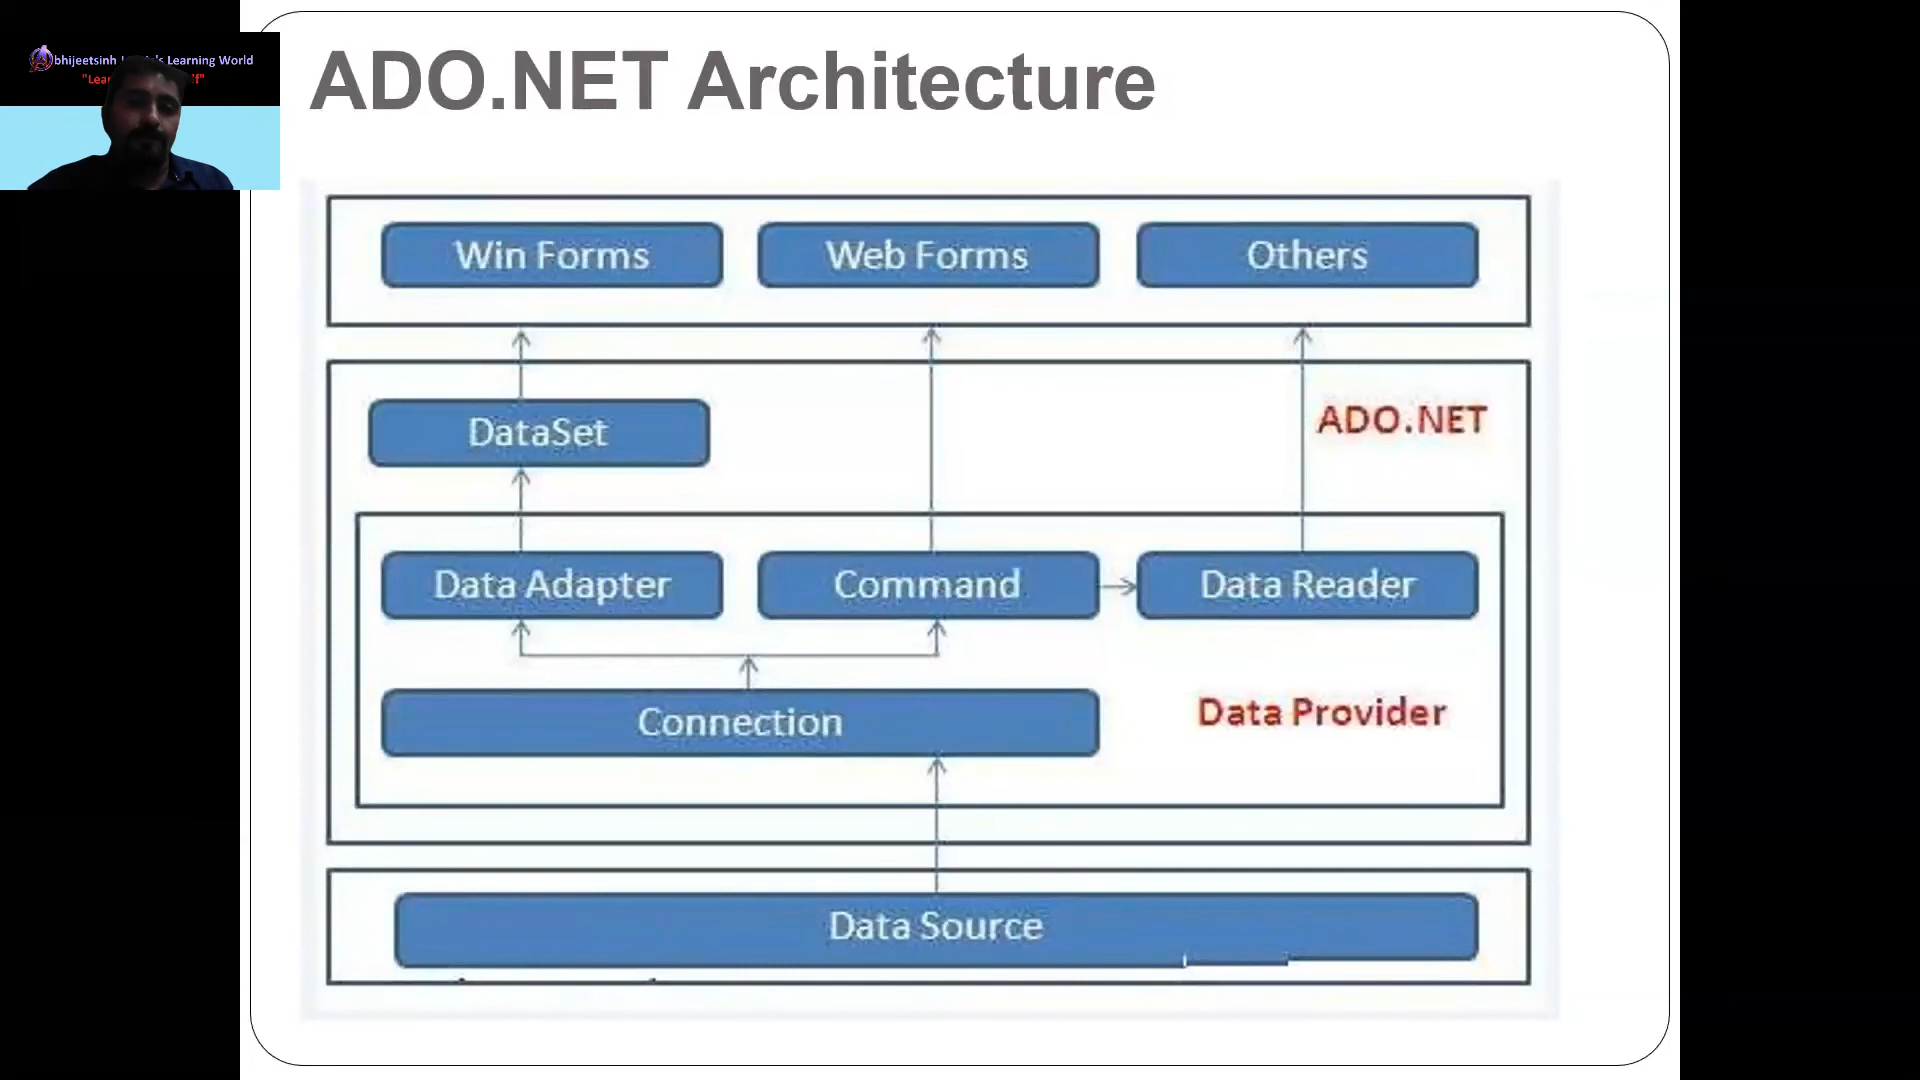 ADO.NET Architecture
bhijeetsinh Learning World
Win Forms
Web Forms
Others
DataSet
ADO.NET
Data Adapter
Command
Data Reader
Connection
Data Provider
Data Source